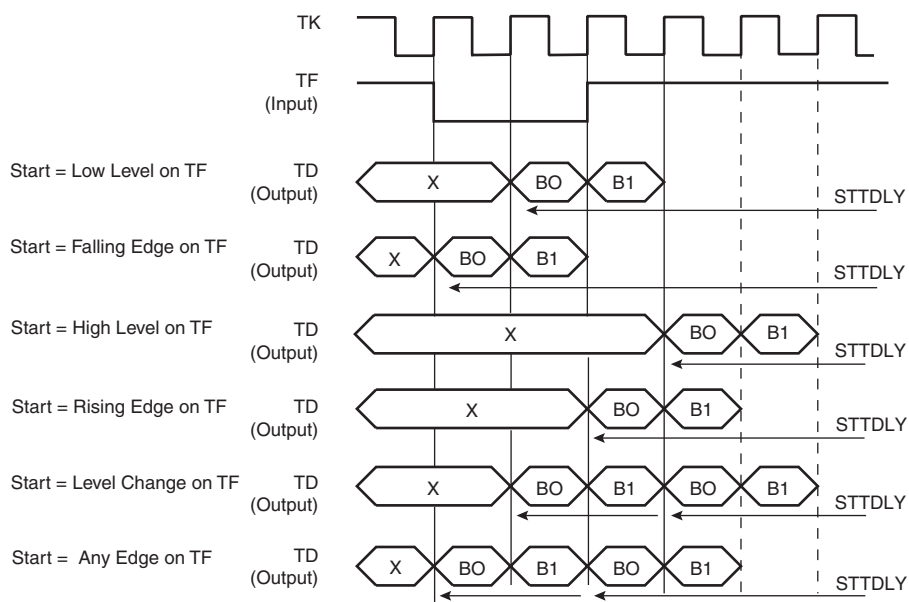 TK
TF
(Input)
Start = Low Level on TF
TD
(Output)
X
BO
B1
STTDLY
Start = Falling Edge on TF
TD
(Output)
X
BO
B1
STTDLY
Start = High Level on TF
TD
(Output)
X
BO
B1
STTDLY
Start = Rising Edge on TF
TD
(Output)
X
BO
B1
STTDLY
Start = Level Change on TF
TD
(Output)
X
BO
B1
BO
B1
STTDLY
Start = Any Edge on TF
TD
(Output)
X
BO
B1
BO
B1
STTDLY